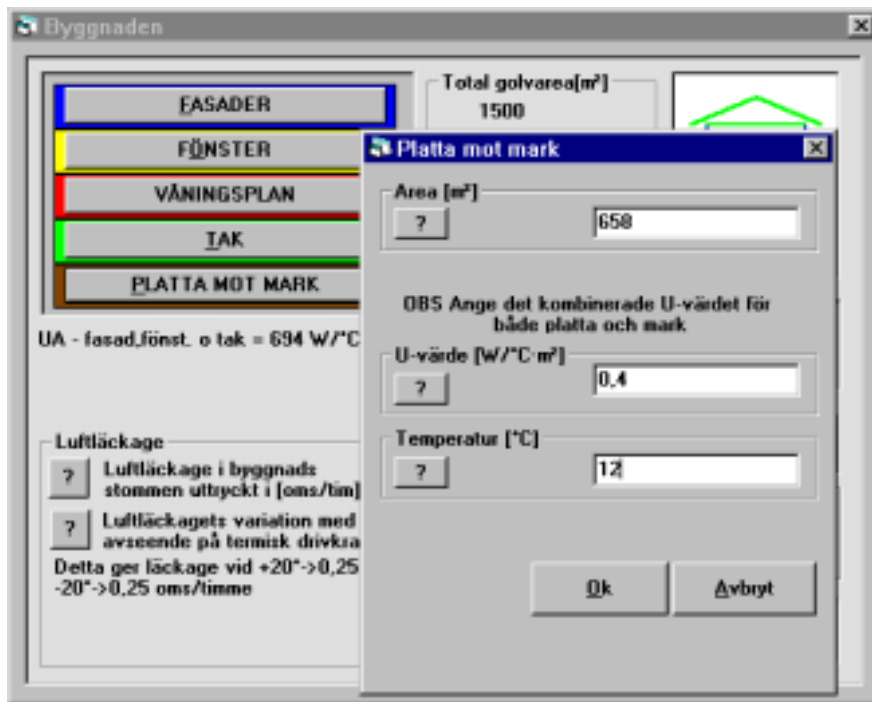 Byggnaden
FASADER
FÖNSTER
VÅNINGSPLAN
TAK
PLATTA MOT MARK
Total golvarea[m²]
1500
UA - fasad,fönst. o tak = 694 W/°C
Luftläckage
? Luftläckage i byggnads
stommen uttryckt i [oms/tim]
? Luftläckagets variation med
avseende på termisk drivkra
Detta ger läckage vid +20°->0,25
-20°->0,25 oms/timme
Platta mot mark
Area [m²]
? 658
OBS Ange det kombinerade U-värdet för
både platta och mark
U-värde [W/°C·m²]
? 0,4
Temperatur [°C]
? 12
Ok Avbryt